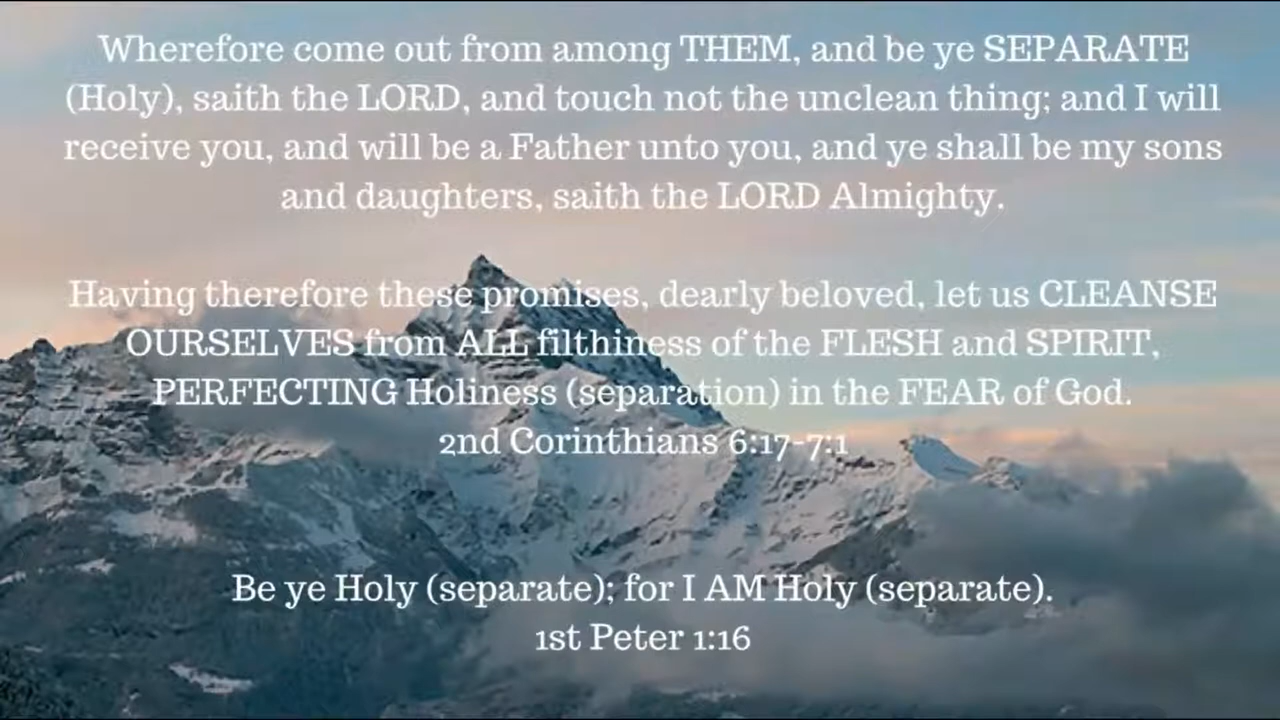 Wherefore come out from among THEM, and be ye SEPARATE
(Holy), saith the LORD, and touch not the unclean thing; and I will
receive you, and will be a Father unto you, and ye shall be my sons
and daughters, saith the LORD Almighty.
Having therefore these promises, dearly beloved, let us CLEANSE
OURSELVES from ALL filthiness of the FLESH and SPIRIT,
PERFECTING Holiness (separation) in the FEAR of God.
2nd Corinthians 6:17-7:1
Be ye Holy (separate); for I AM Holy (separate).
1st Peter 1:16